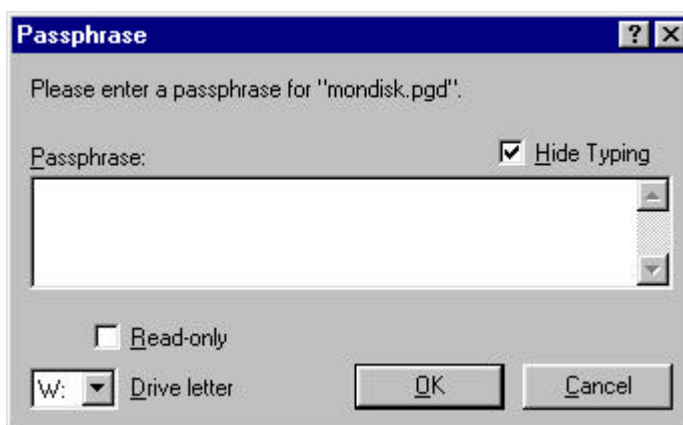 Passphrase
Please enter a passphrase for "mondisk.pgd".
Passphrase:
Hide Typing
Read-only
W:
Drive letter
OK
Cancel